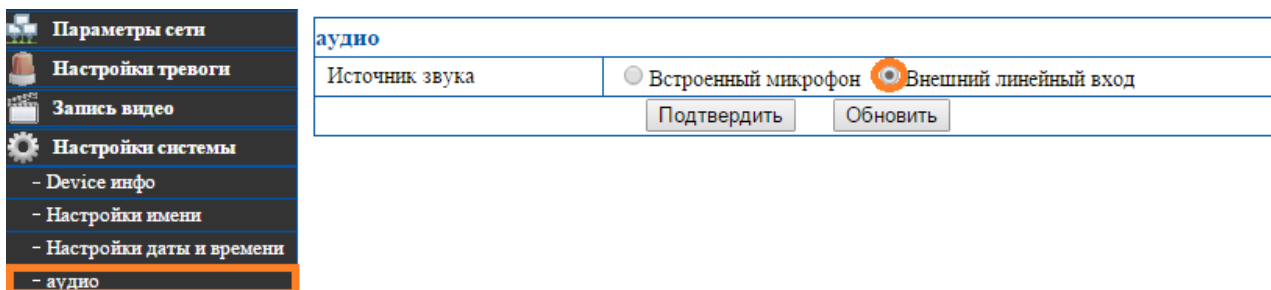 Параметры сети
Настройки тревоги
Запись видео
Настройки системы
- Device инфо
- Настройки имени
- Настройки даты и времени
- аудио
аудио
Источник звука Встроенный микрофон Внешний линейный вход
Подтвердить Обновить